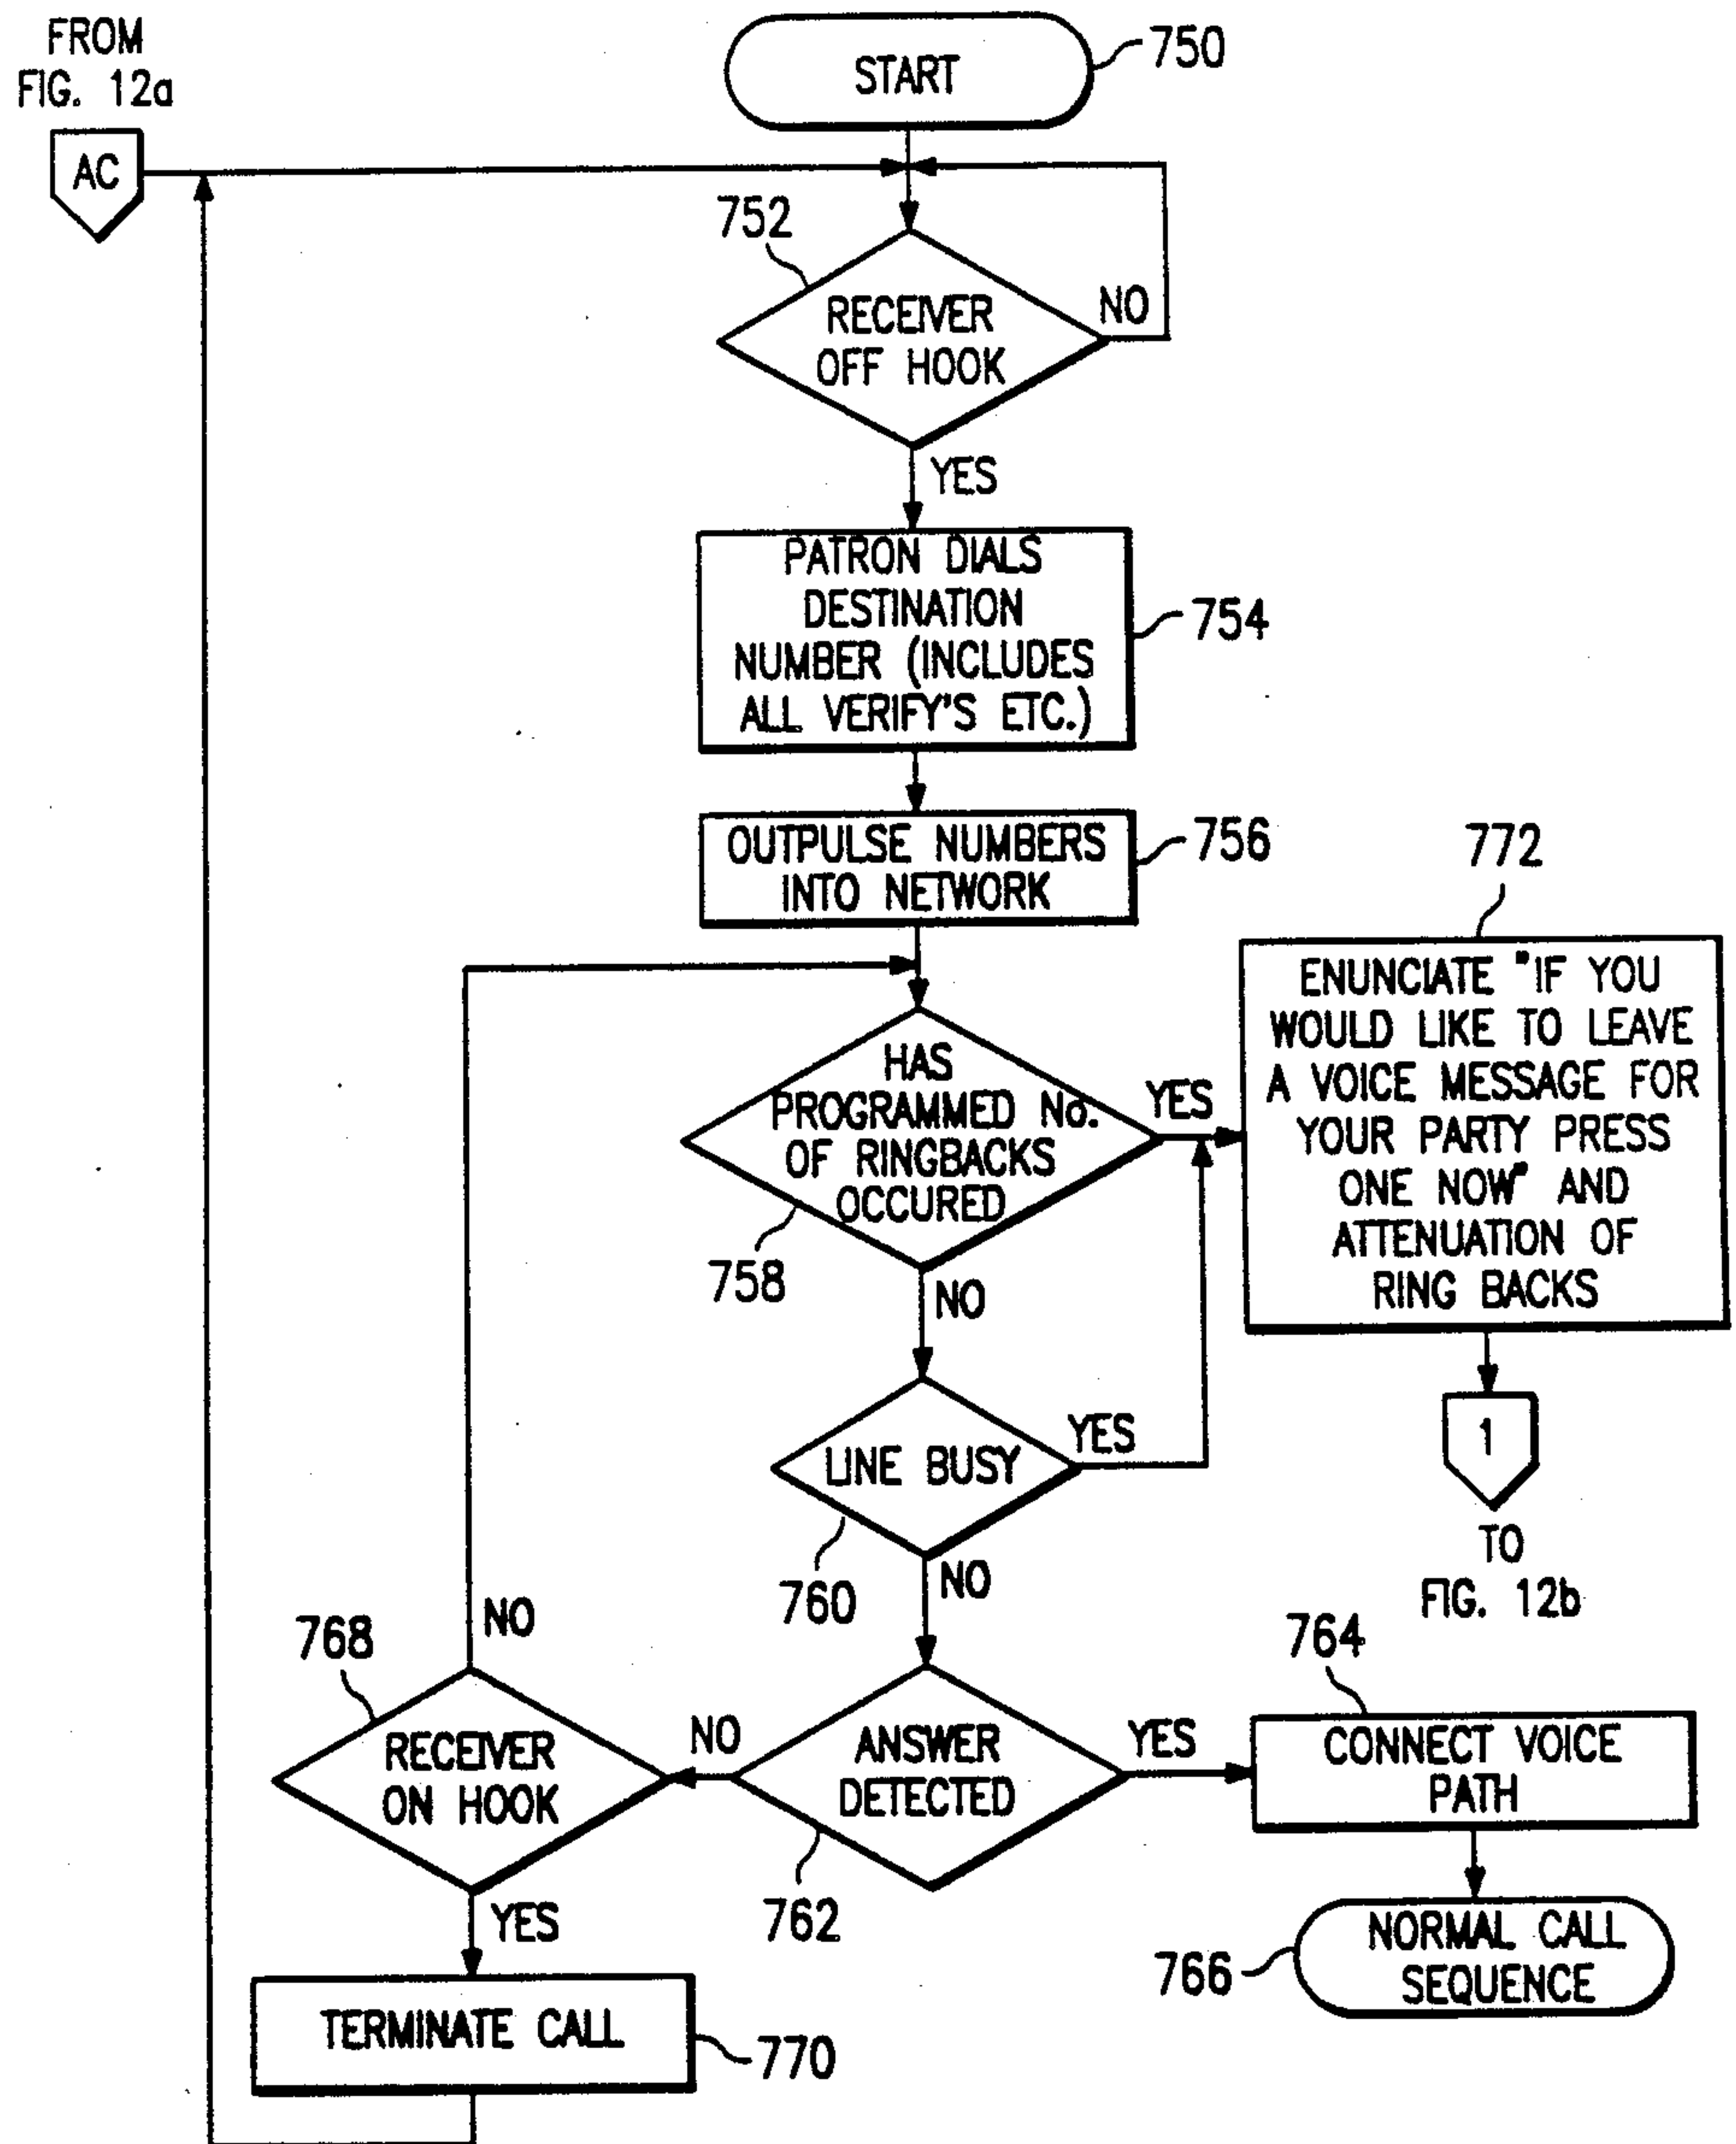 FROM
FIG. 12a
AC
START
750
752
RECEIVER
OFF HOOK
NO
YES
PATRON DIALS
DESTINATION
NUMBER (INCLUDES
ALL VERIFY'S ETC.)
754
OUTPULSE NUMBERS
INTO NETWORK
756
772
ENUNCIATE "IF YOU
WOULD LIKE TO LEAVE
A VOICE MESSAGE FOR
YOUR PARTY PRESS
ONE NOW" AND
ATTENUATION OF
RING BACKS
HAS
PROGRAMMED No.
OF RINGBACKS
OCCURED
YES
758
NO
LINE BUSY
YES
760
NO
1
TO
FIG. 12b
768
NO
RECEIVER
ON HOOK
NO
ANSWER
DETECTED
YES
762
764
CONNECT VOICE
PATH
YES
766
NORMAL CALL
SEQUENCE
TERMINATE CALL
770